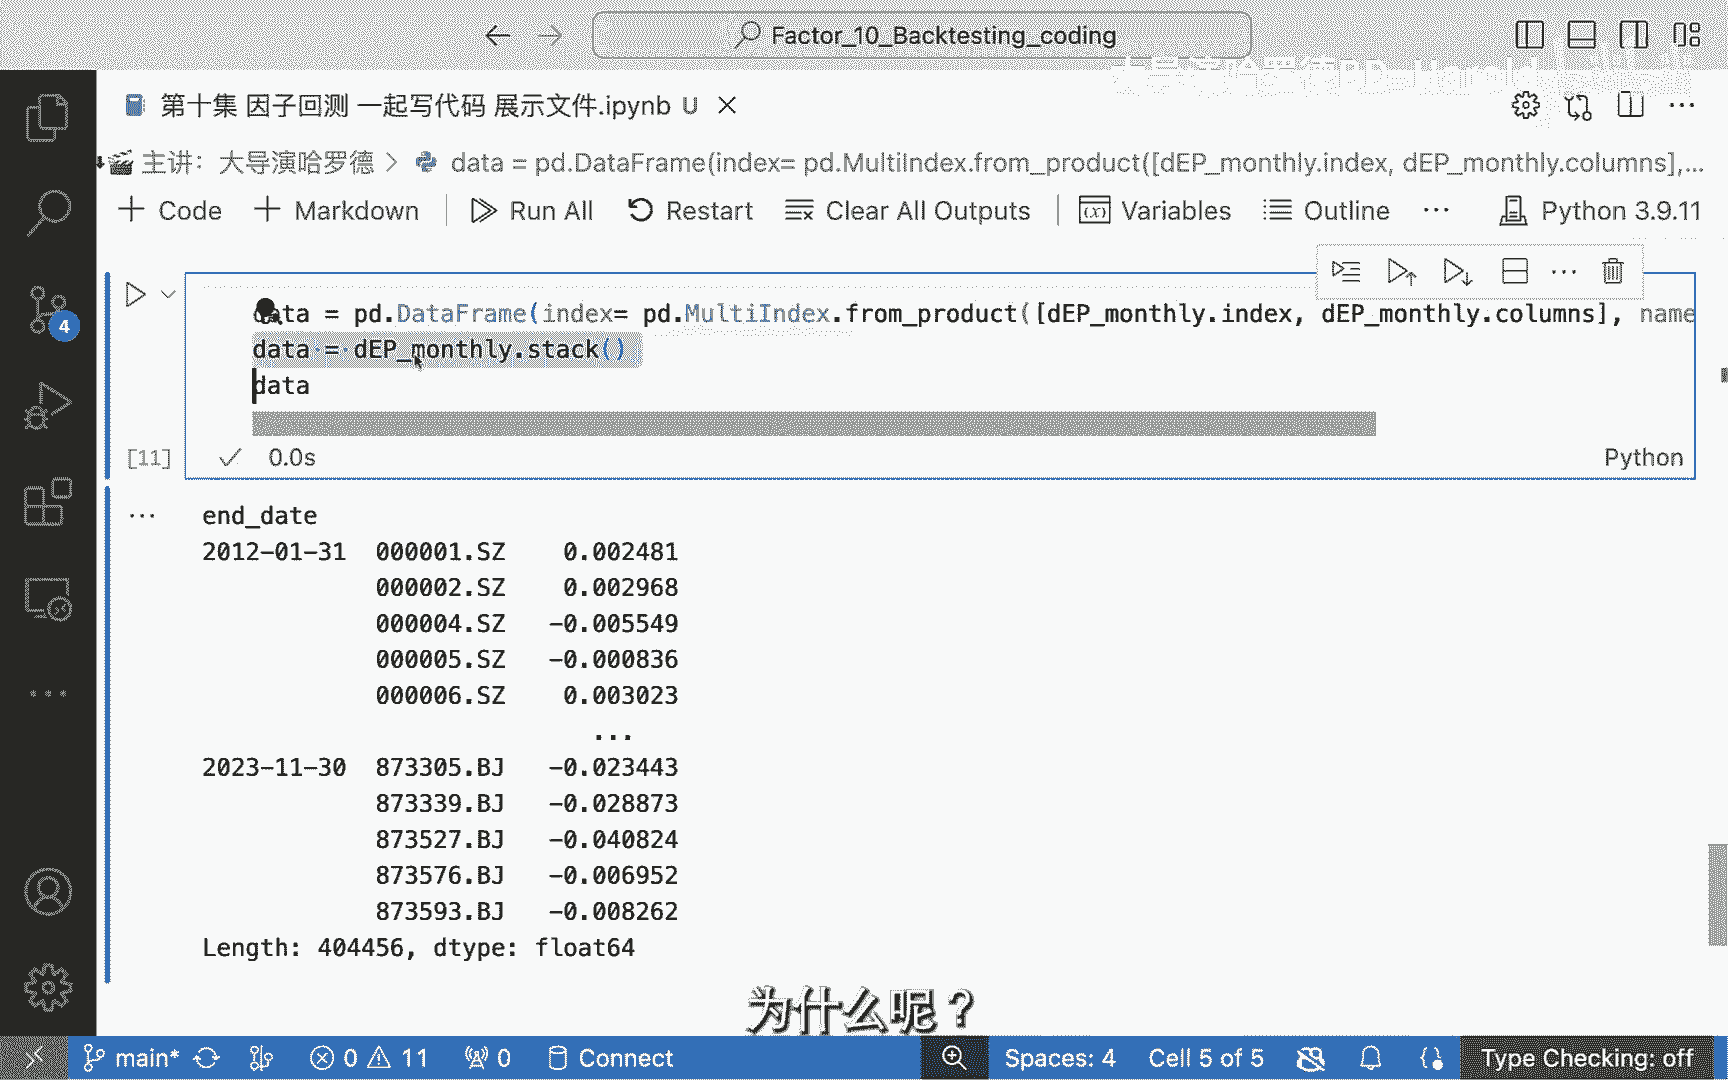 Factor_10_Backtesting_coding
第十集 因子回测 一起写代码 展示文件.ipynb U
主讲：大导演哈罗德 > data = pd.DataFrame(index= pd.MultiIndex.from_product([dEP_monthly.index, dEP_monthly.columns],...
+ Code + Markdown Run All Restart Clear All Outputs Variables Outline ... Python 3.9.11
data = pd.DataFrame(index= pd.MultiIndex.from_product([dEP_monthly.index, dEP_monthly.columns], name
data = dEP_monthly.stack()
data
[11] 0.0s Python
end_date
2012-01-31 000001.SZ 0.002481
000002.SZ 0.002968
000004.SZ -0.005549
000005.SZ -0.000836
000006.SZ 0.003023
...
2023-11-30 873305.BJ -0.023443
873339.BJ -0.028873
873527.BJ -0.040824
873576.BJ -0.006952
873593.BJ -0.008262
Length: 404456, dtype: float64
4
为什么呢？
main* 0 11 0 Connect Spaces: 4 Cell 5 of 5 Type Checking: off